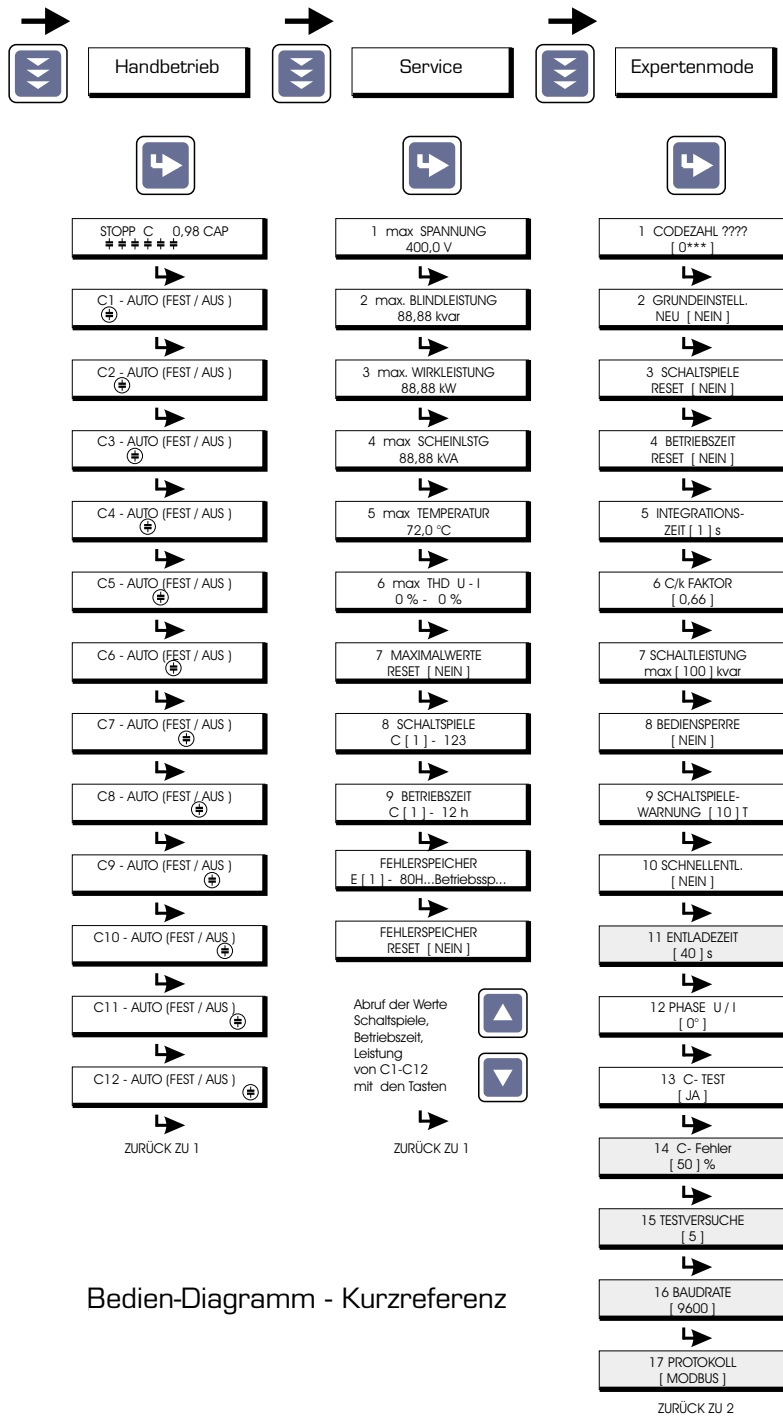 Handbetrieb
STOPP C 0,98 CAP
C1 - AUTO (FEST / AUS )
C2 - AUTO (FEST / AUS )
C3 - AUTO (FEST / AUS )
C4 - AUTO (FEST / AUS )
C5 - AUTO (FEST / AUS )
C6 - AUTO (FEST / AUS )
C7 - AUTO (FEST / AUS )
C8 - AUTO (FEST / AUS )
C9 - AUTO (FEST / AUS )
C10 - AUTO (FEST / AUS )
C11 - AUTO (FEST / AUS )
C12 - AUTO (FEST / AUS )
ZURÜCK ZU 1
Service
1 max SPANNUNG
400,0 V
2 max. BLINDLEISTUNG
88,88 kvar
3 max. WIRKLEISTUNG
88,88 kW
4 max SCHEINLSTG
88,88 kVA
5 max TEMPERATUR
72,0 °C
6 max THD U - I
0 % - 0 %
7 MAXIMALWERTE
RESET [ NEIN ]
8 SCHALTSPIELE
C [ 1 ] - 123
9 BETRIEBSZEIT
C [ 1 ] - 12 h
FEHLERSPEICHER
E [ 1 ] - 80H...Betriebssp...
FEHLERSPEICHER
RESET [ NEIN ]
Abruf der Werte
Schaltspiele,
Betriebszeit,
Leistung
von C1-C12
mit den Tasten
ZURÜCK ZU 1
Expertenmode
1 CODEZAHL ????
[ 0*** ]
2 GRUNDEINSTELL.
NEU [ NEIN ]
3 SCHALTSPIELE
RESET [ NEIN ]
4 BETRIEBSZEIT
RESET [ NEIN ]
5 INTEGRATIONS-
ZEIT [ 1 ] s
6 C/k FAKTOR
[ 0,66 ]
7 SCHALTLEISTUNG
max [ 100 ] kvar
8 BEDIENSPERRE
[ NEIN ]
9 SCHALTSPIELE-
WARNUNG [ 10 ] T
10 SCHNELLENTL.
[ NEIN ]
11 ENTLADEZEIT
[ 40 ] s
12 PHASE U / I
[ 0° ]
13 C- TEST
[ JA ]
14 C- Fehler
[ 50 ] %
15 TESTVERSUCHE
[ 5 ]
16 BAUDRATE
[ 9600 ]
17 PROTOKOLL
[ MODBUS ]
ZURÜCK ZU 2
Bedien-Diagramm - Kurzreferenz